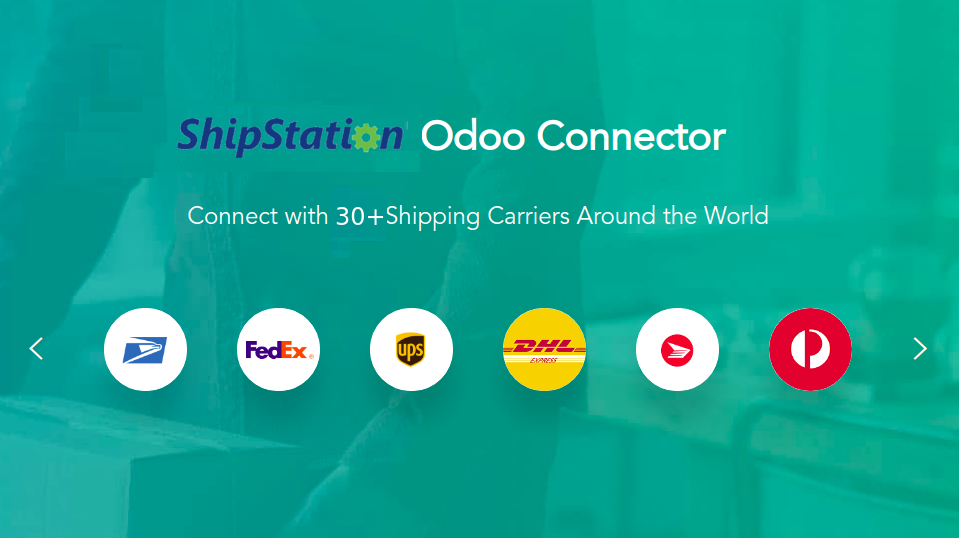 ShipStation Odoo Connector
Connect with 30+Shipping Carriers Around the World
FedEx®
ups
DHL
EXPRESS